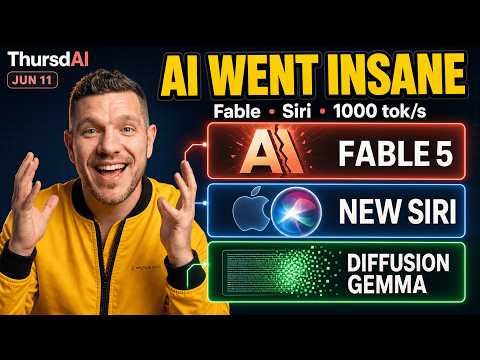 ThursdAI
JUN 11
AI WENT INSANE
Fable • Siri • 1000 tok/s
AI
FABLE 5
NEW SIRI
DIFFUSION
GEMMA